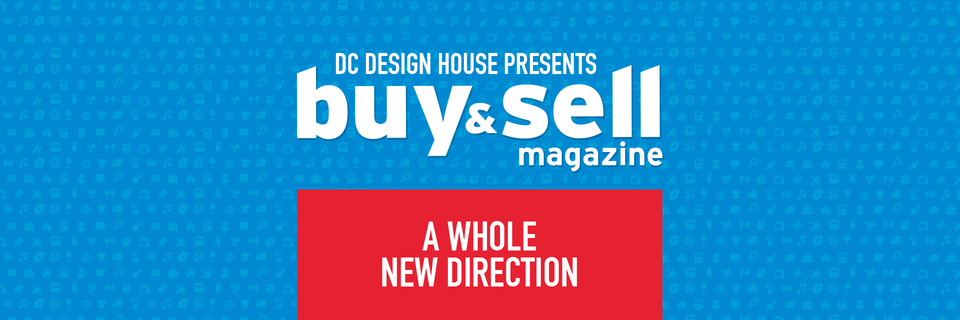 DC DESIGN HOUSE PRESENTS
buy&sell
magazine
A WHOLE
NEW DIRECTION